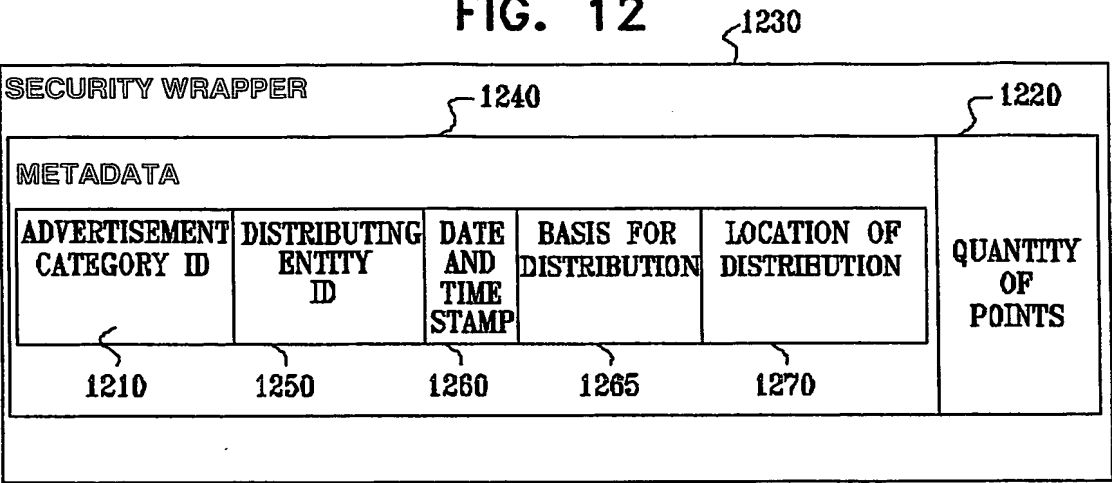 FIG. 12
1230
SECURITY WRAPPER
1240
1220
METADATA
ADVERTISEMENT
CATEGORY ID
DISTRIBUTING
ENTITY
ID
DATE
AND
TIME
STAMP
BASIS FOR
DISTRIBUTION
LOCATION OF
DISTRIBUTION
QUANTITY
OF
POINTS
1210
1250
1260
1265
1270